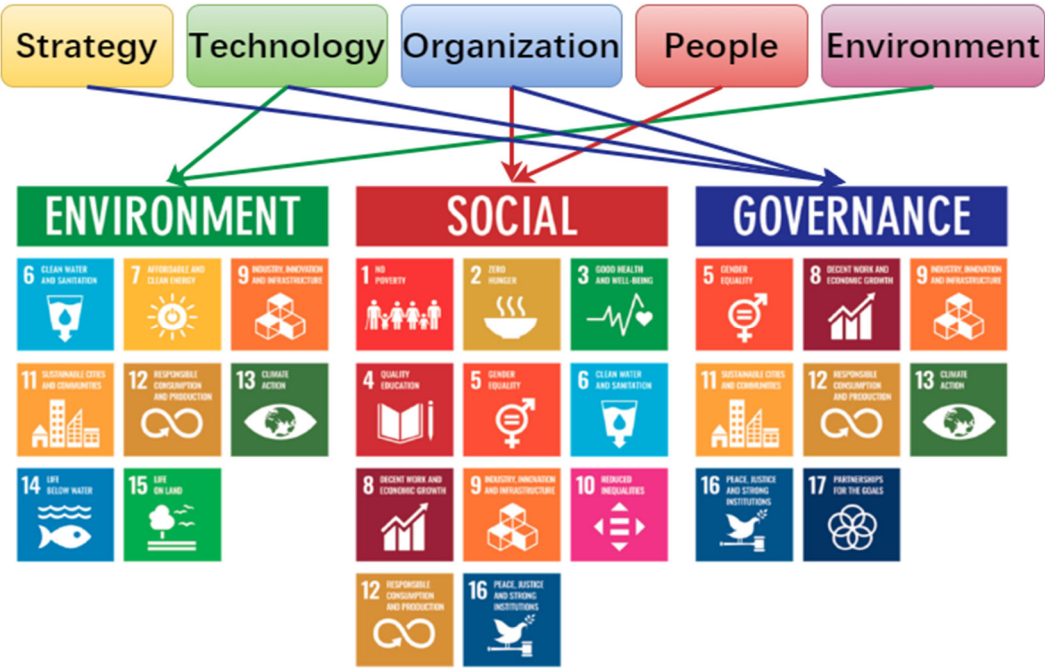 Strategy Technology Organization People Environment
ENVIRONMENT SOCIAL GOVERNANCE
6 CLEAN WATER
AND SANITATION
7 AFFORDABLE AND
CLEAN ENERGY
9 INDUSTRY, INNOVATION
AND INFRASTRUCTURE
11 SUSTAINABLE CITIES
AND COMMUNITIES
12 RESPONSIBLE
CONSUMPTION
AND PRODUCTION
13 CLIMATE
ACTION
14 LIFE
BELOW WATER
15 LIFE
ON LAND
1 NO
POVERTY
2 ZERO
HUNGER
3 GOOD HEALTH
AND WELL-BEING
4 QUALITY
EDUCATION
5 GENDER
EQUALITY
6 CLEAN WATER
AND SANITATION
8 DECENT WORK AND
ECONOMIC GROWTH
9 INDUSTRY, INNOVATION
AND INFRASTRUCTURE
10 REDUCED
INEQUALITIES
12 RESPONSIBLE
CONSUMPTION
AND PRODUCTION
16 PEACE, JUSTICE
AND STRONG
INSTITUTIONS
5 GENDER
EQUALITY
8 DECENT WORK AND
ECONOMIC GROWTH
9 INDUSTRY, INNOVATION
AND INFRASTRUCTURE
11 SUSTAINABLE CITIES
AND COMMUNITIES
12 RESPONSIBLE
CONSUMPTION
AND PRODUCTION
13 CLIMATE
ACTION
16 PEACE, JUSTICE
AND STRONG
INSTITUTIONS
17 PARTNERSHIPS
FOR THE GOALS